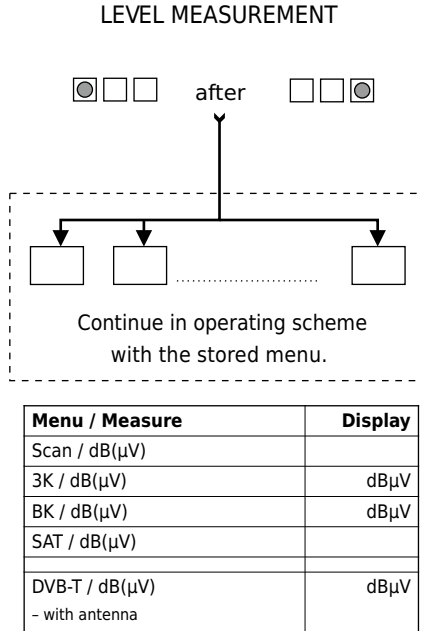 LEVEL MEASUREMENT
after
Continue in operating scheme
with the stored menu.
Menu / Measure Display
Scan / dB(µV)
3K / dB(µV) dBµV
BK / dB(µV) dBµV
SAT / dB(µV)
DVB-T / dB(µV) dBµV
– with antenna